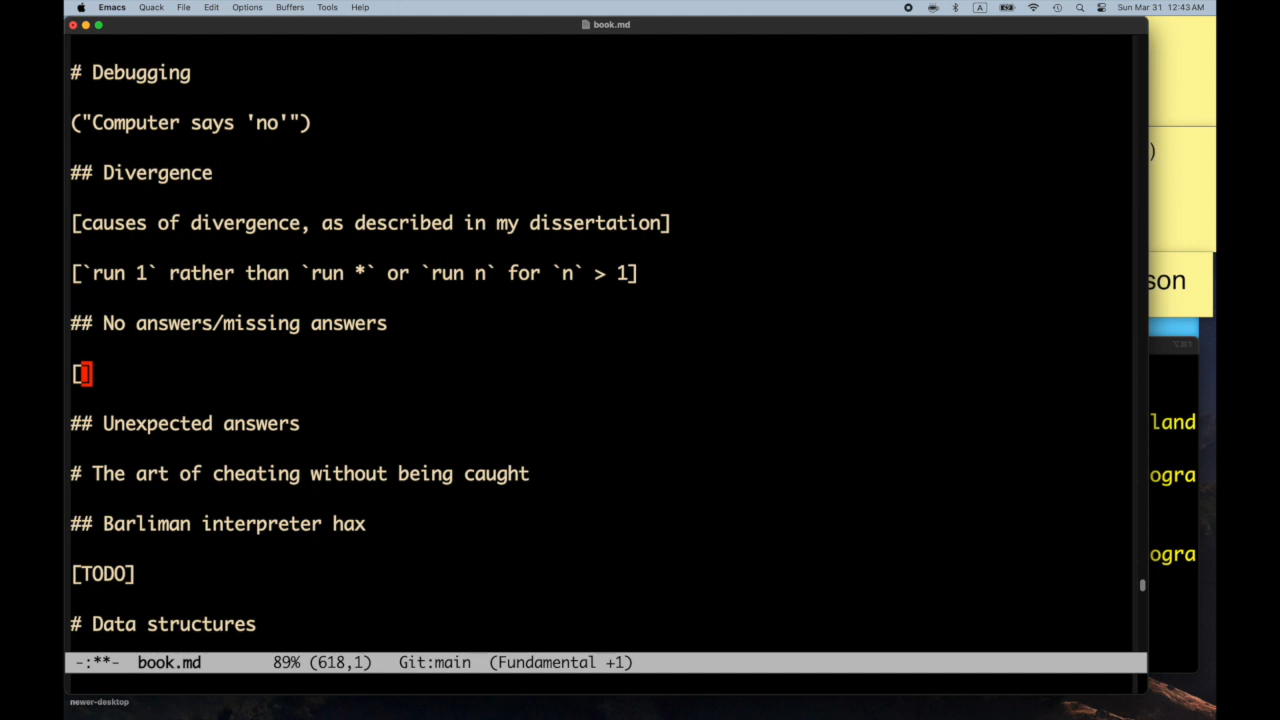 Emacs Quack File Edit Options Buffers Tools Help
A
Sun Mar 31 12:43 AM
book.md
# Debugging
("Computer says 'no'")
## Divergence
[causes of divergence, as described in my dissertation]
[`run 1` rather than `run *` or `run n` for `n` > 1]
## No answers/missing answers
[]
## Unexpected answers
# The art of cheating without being caught
## Barliman interpreter hax
[TODO]
# Data structures
-:**- book.md 89% (618,1) Git:main (Fundamental +1)
newer-desktop
)
son
land
ogra
ogra